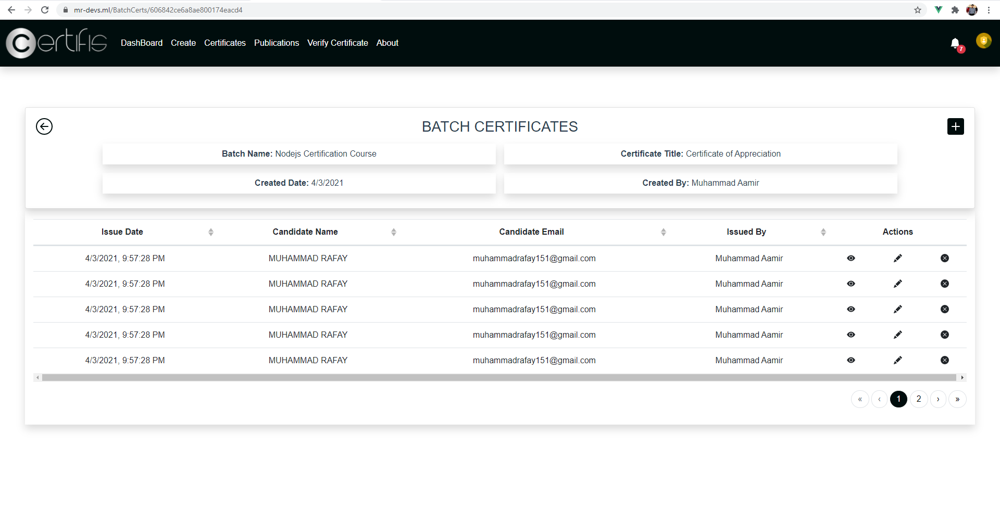 mr-devs.ml/BatchCerts/606842ce6a8ae800174eacd4
Certifis DashBoard Create Certificates Publications Verify Certificate About 7
BATCH CERTIFICATES
Batch Name: Nodejs Certification Course Certificate Title: Certificate of Appreciation
Created Date: 4/3/2021 Created By: Muhammad Aamir
Issue Date Candidate Name Candidate Email Issued By Actions
4/3/2021, 9:57:28 PM MUHAMMAD RAFAY muhammadrafay151@gmail.com Muhammad Aamir
4/3/2021, 9:57:28 PM MUHAMMAD RAFAY muhammadrafay151@gmail.com Muhammad Aamir
4/3/2021, 9:57:28 PM MUHAMMAD RAFAY muhammadrafay151@gmail.com Muhammad Aamir
4/3/2021, 9:57:28 PM MUHAMMAD RAFAY muhammadrafay151@gmail.com Muhammad Aamir
4/3/2021, 9:57:28 PM MUHAMMAD RAFAY muhammadrafay151@gmail.com Muhammad Aamir
« ‹ 1 2 › »